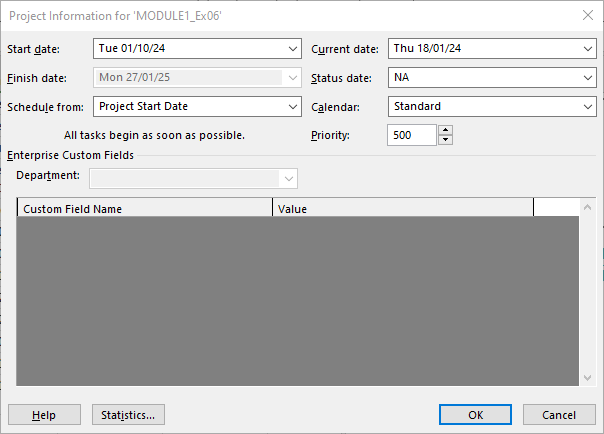 Project Information for 'MODULE1_Ex06'
Start date: Tue 01/10/24 Current date: Thu 18/01/24
Finish date: Mon 27/01/25 Status date: NA
Schedule from: Project Start Date Calendar: Standard
All tasks begin as soon as possible. Priority: 500
Enterprise Custom Fields
Department:
Custom Field Name Value
Help Statistics... OK Cancel